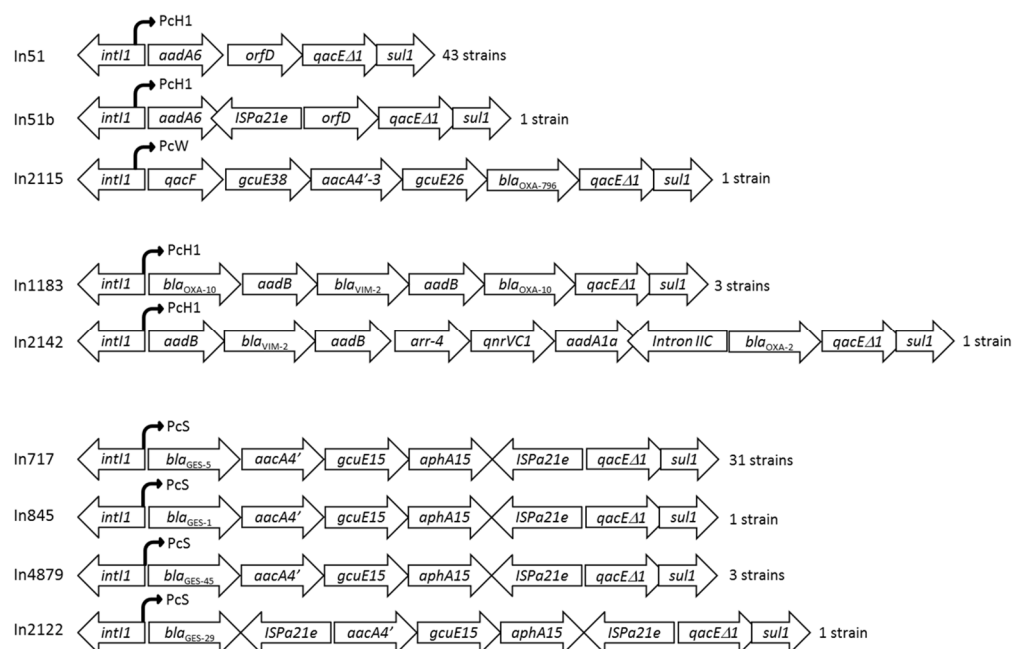 PcH1
In51 intI1 aadA6 orfD qacEΔ1 sul1 43 strains
PcH1
In51b intI1 aadA6 ISPa21e orfD qacEΔ1 sul1 1 strain
PcW
In2115 intI1 qacF gcuE38 aacA4'-3 gcuE26 blaOXA-796 qacEΔ1 sul1 1 strain
PcH1
In1183 intI1 blaOXA-10 aadB blaVIM-2 aadB blaOXA-10 qacEΔ1 sul1 3 strains
PcH1
In2142 intI1 aadB blaVIM-2 aadB arr-4 qnrVC1 aadA1a Intron IIC blaOXA-2 qacEΔ1 sul1 1 strain
PcS
In717 intI1 blaGES-5 aacA4' gcuE15 aphA15 ISPa21e qacEΔ1 sul1 31 strains
PcS
In845 intI1 blaGES-1 aacA4' gcuE15 aphA15 ISPa21e qacEΔ1 sul1 1 strain
PcS
In4879 intI1 blaGES-45 aacA4' gcuE15 aphA15 ISPa21e qacEΔ1 sul1 3 strains
PcS
In2122 intI1 blaGES-29 ISPa21e aacA4' gcuE15 aphA15 ISPa21e qacEΔ1 sul1 1 strain